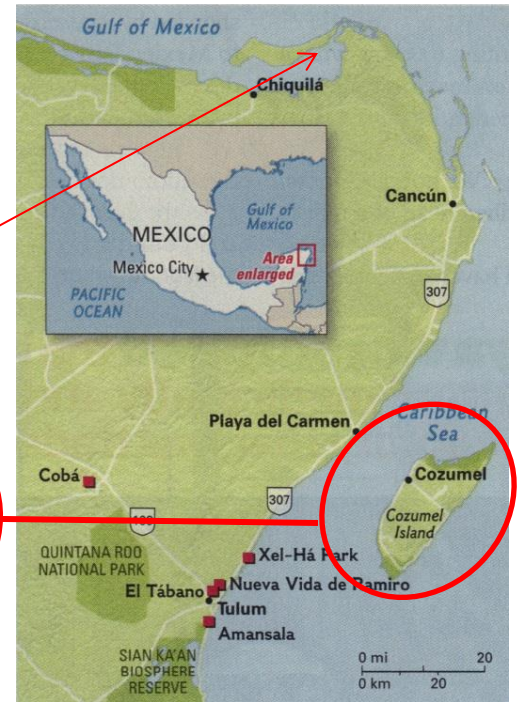 Gulf of Mexico
Chiquilá
Cancún
Gulf of
Mexico
MEXICO
Mexico City
Area
enlarged
PACIFIC
OCEAN
307
Playa del Carmen
Caribbean
Sea
Cobá
Cozumel
307
Cozumel
Island
QUINTANA ROO
NATIONAL PARK
Xel-Há Park
El Tábano
Nueva Vida de Ramiro
Tulum
Amansala
SIAN KA'AN
BIOSPHERE
RESERVE
0 mi 20
0 km 20